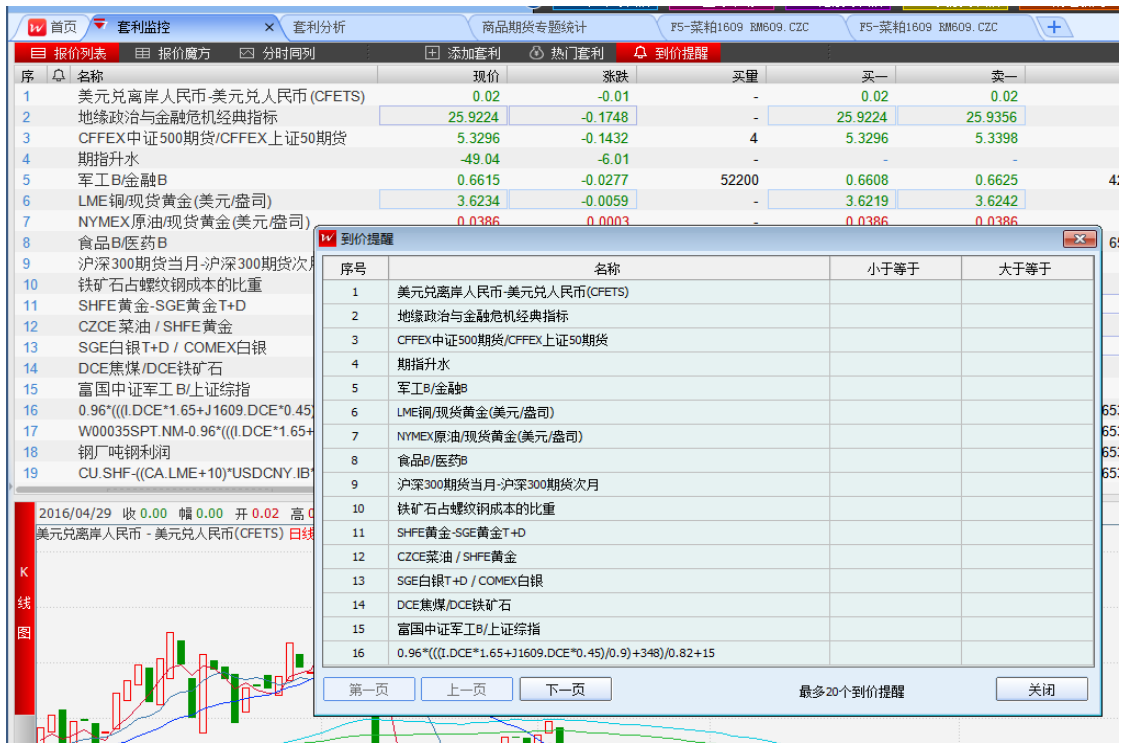 首页 套利监控 × 套利分析 商品期货专题统计 F5-菜粕1609 RM609.CZC F5-菜粕1609 RM609.CZC +
报价列表 报价魔方 分时同列 添加套利 热门套利 到价提醒
序 名称 现价 涨跌 买量 买一 卖一
1 美元兑离岸人民币-美元兑人民币(CFETS) 0.02 -0.01 - 0.02 0.02
2 地缘政治与金融危机经典指标 25.9224 -0.1748 - 25.9224 25.9356
3 CFFEX中证500期货/CFFEX上证50期货 5.3296 -0.1432 4 5.3296 5.3398
4 期指升水 -49.04 -6.01 - - -
5 军工B/金融B 0.6615 -0.0277 52200 0.6608 0.6625
6 LME铜/现货黄金(美元/盎司) 3.6234 -0.0059 - 3.6219 3.6242
7 NYMEX原油/现货黄金(美元/盎司) 0.0386 0.0003 - 0.0386 0.0386
8 食品B/医药B
9 沪深300期货当月-沪深300期货次
10 铁矿石占螺纹钢成本的比重
11 SHFE黄金-SGE黄金T+D
12 CZCE菜油 / SHFE黄金
13 SGE白银T+D / COMEX白银
14 DCE焦煤/DCE铁矿石
15 富国中证军工B/上证综指
16 0.96*(((I.DCE*1.65+J1609.DCE*0.45)
17 W00035SPT.NM-0.96*(((I.DCE*1.65+
18 钢厂吨钢利润
19 CU.SHF-((CA.LME+10)*USDCNY.IB*
到价提醒
序号 名称 小于等于 大于等于
1 美元兑离岸人民币-美元兑人民币(CFETS)
2 地缘政治与金融危机经典指标
3 CFFEX中证500期货/CFFEX上证50期货
4 期指升水
5 军工B/金融B
6 LME铜/现货黄金(美元/盎司)
7 NYMEX原油/现货黄金(美元/盎司)
8 食品B/医药B
9 沪深300期货当月-沪深300期货次月
10 铁矿石占螺纹钢成本的比重
11 SHFE黄金-SGE黄金T+D
12 CZCE菜油 / SHFE黄金
13 SGE白银T+D / COMEX白银
14 DCE焦煤/DCE铁矿石
15 富国中证军工B/上证综指
16 0.96*(((I.DCE*1.65+J1609.DCE*0.45)/0.9)+348)/0.82+15
第一页 上一页 下一页 最多20个到价提醒 关闭
2016/04/29 收 0.00 幅 0.00 开 0.02 高
美元兑离岸人民币 - 美元兑人民币(CFETS) 日线
K
线
图